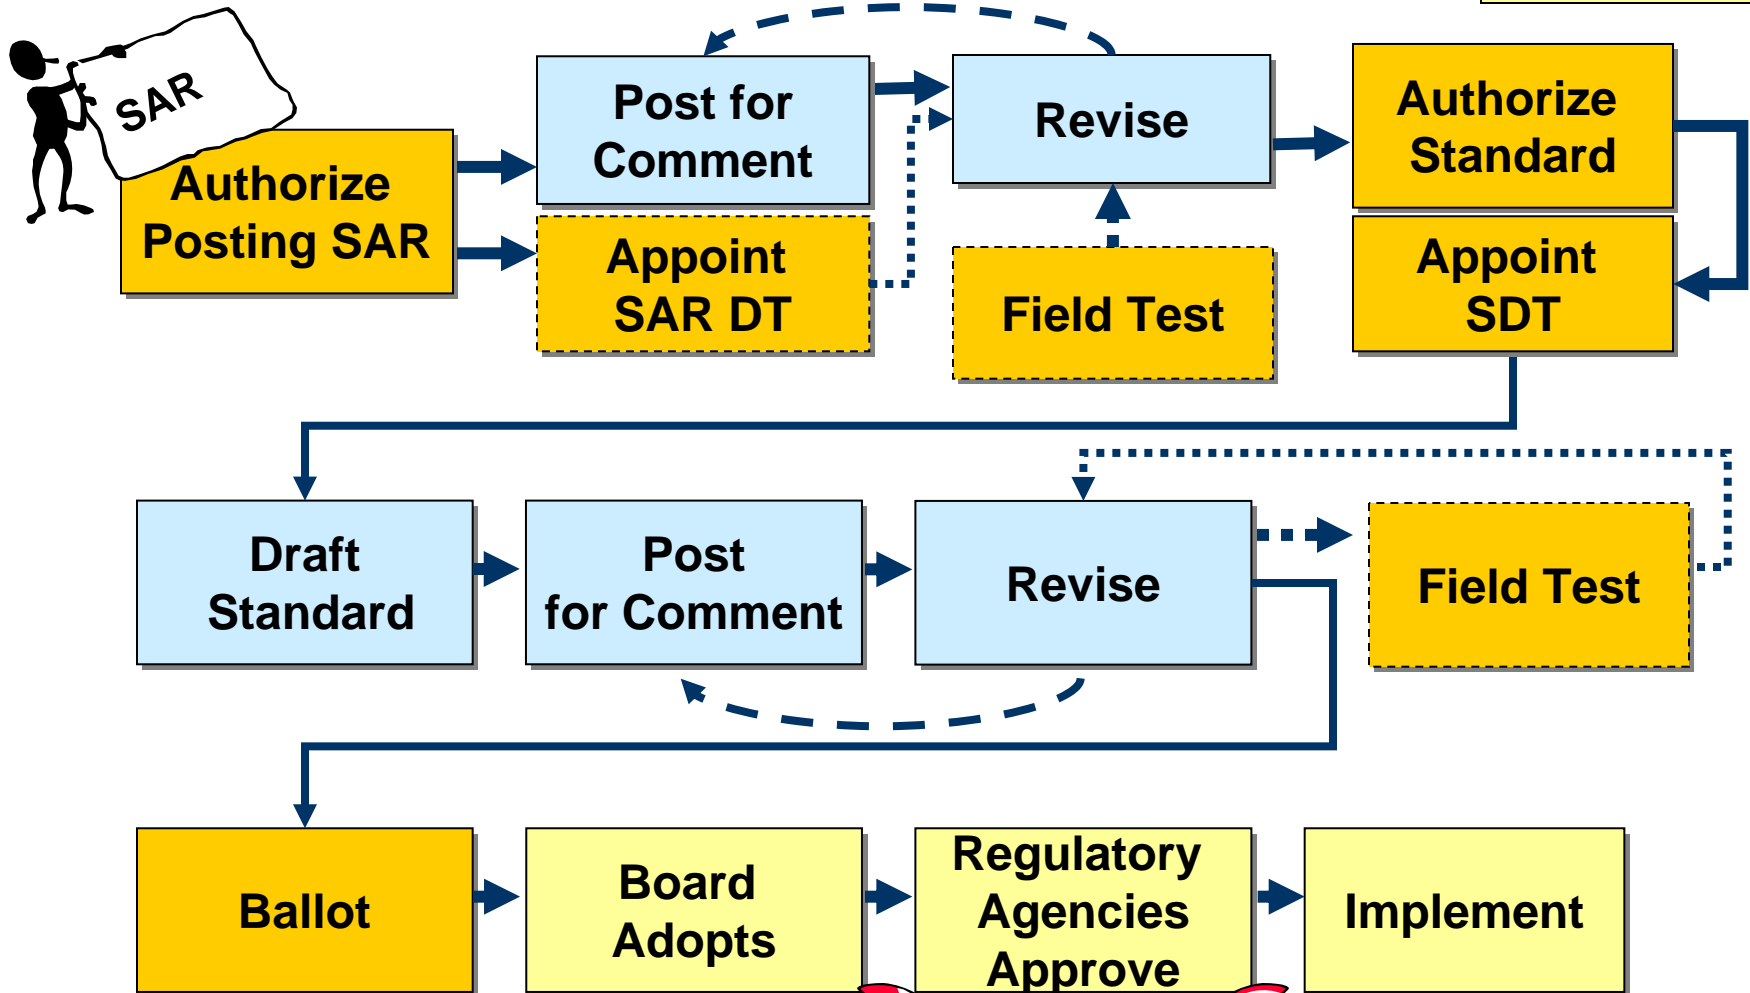 SAR
Authorize
Posting SAR
Post for
Comment
Appoint
SAR DT
Revise
Field Test
Authorize
Standard
Appoint
SDT
Draft
Standard
Post
for Comment
Revise
Field Test
Ballot
Board
Adopts
Regulatory
Agencies
Approve
Implement